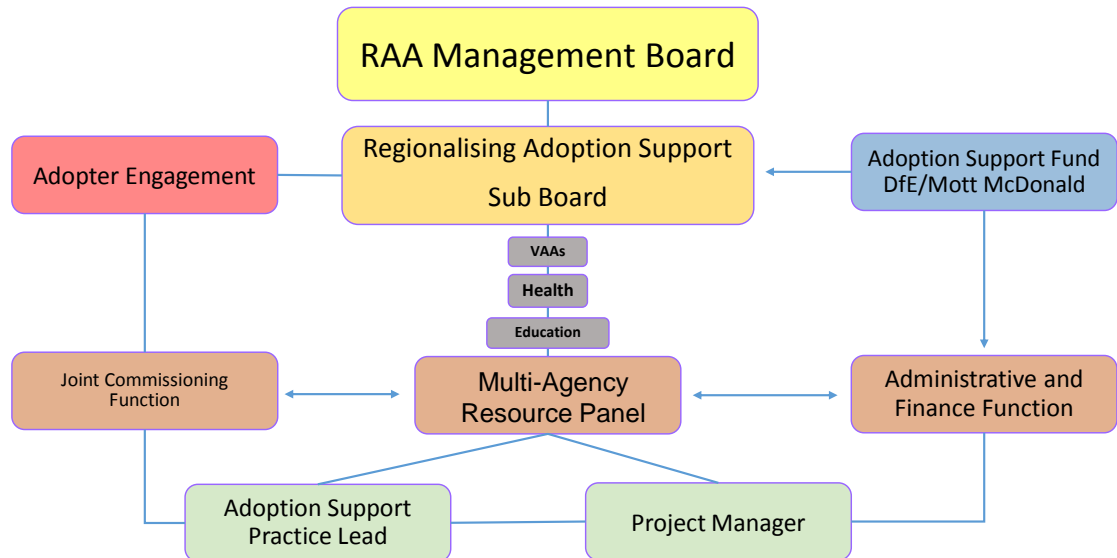 RAA Management Board
Regionalising Adoption Support
Sub Board
Adopter Engagement
Adoption Support Fund
DfE/Mott McDonald
VAAs
Health
Education
Joint Commissioning
Function
Multi-Agency
Resource Panel
Administrative and
Finance Function
Adoption Support
Practice Lead
Project Manager